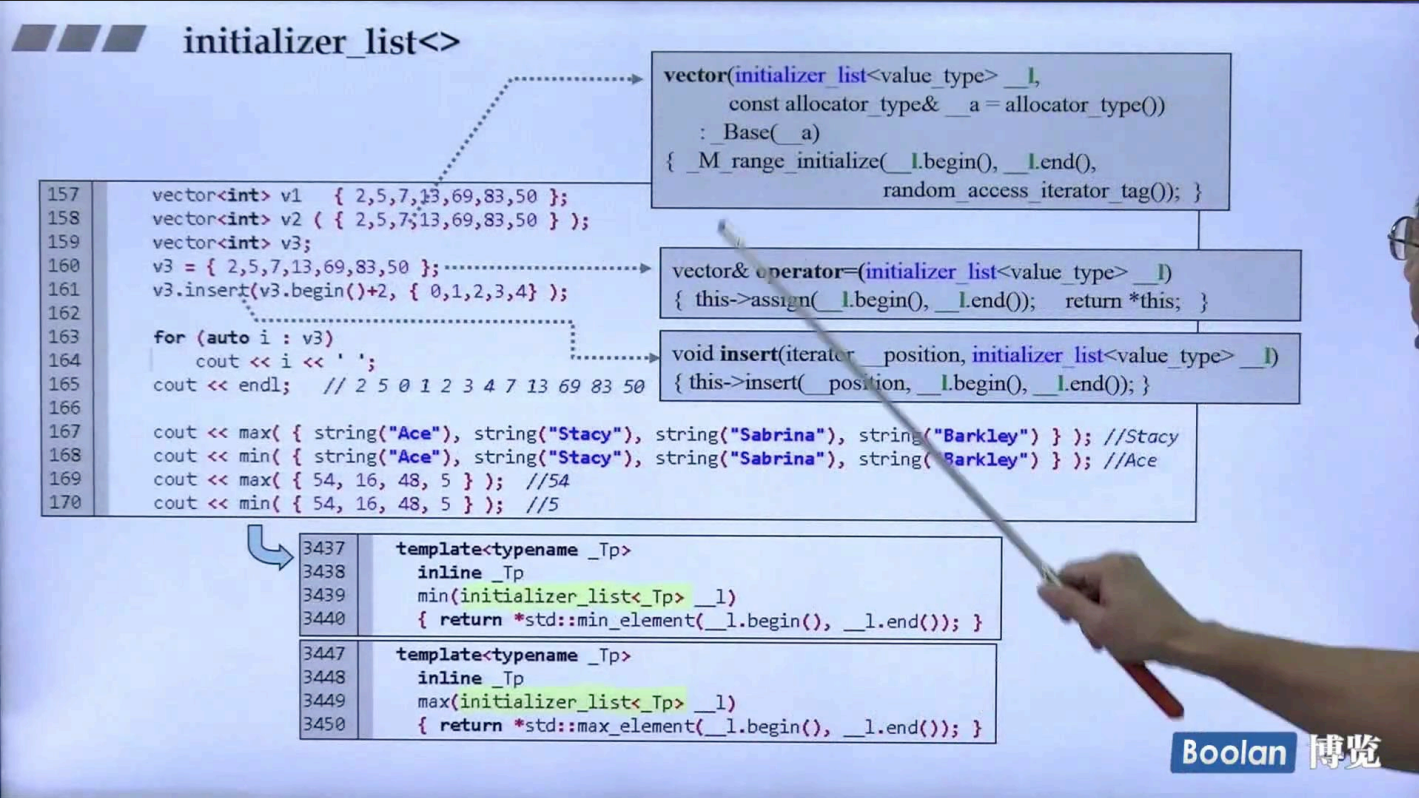 initializer_list<>
vector(initializer_list<value_type> __l,
const allocator_type& __a = allocator_type())
: _Base(__a)
{ _M_range_initialize(__l.begin(), __l.end(),
random_access_iterator_tag()); }
157 vector<int> v1 { 2,5,7,13,69,83,50 };
158 vector<int> v2 ( { 2,5,7,13,69,83,50 } );
159 vector<int> v3;
160 v3 = { 2,5,7,13,69,83,50 };
161 v3.insert(v3.begin()+2, { 0,1,2,3,4} );
162
163 for (auto i : v3)
164 cout << i << ' ';
165 cout << endl; // 2 5 0 1 2 3 4 7 13 69 83 50
166
167 cout << max( { string("Ace"), string("Stacy"), string("Sabrina"), string("Barkley") } ); //Stacy
168 cout << min( { string("Ace"), string("Stacy"), string("Sabrina"), string("Barkley") } ); //Ace
169 cout << max( { 54, 16, 48, 5 } ); //54
170 cout << min( { 54, 16, 48, 5 } ); //5
vector& operator=(initializer_list<value_type> __l)
{ this->assign(__l.begin(), __l.end()); return *this; }
void insert(iterator __position, initializer_list<value_type> __l)
{ this->insert(__position, __l.begin(), __l.end()); }
3437 template<typename _Tp>
3438 inline _Tp
3439 min(initializer_list<_Tp> __l)
3440 { return *std::min_element(__l.begin(), __l.end()); }
3447 template<typename _Tp>
3448 inline _Tp
3449 max(initializer_list<_Tp> __l)
3450 { return *std::max_element(__l.begin(), __l.end()); }
Boolan 博览